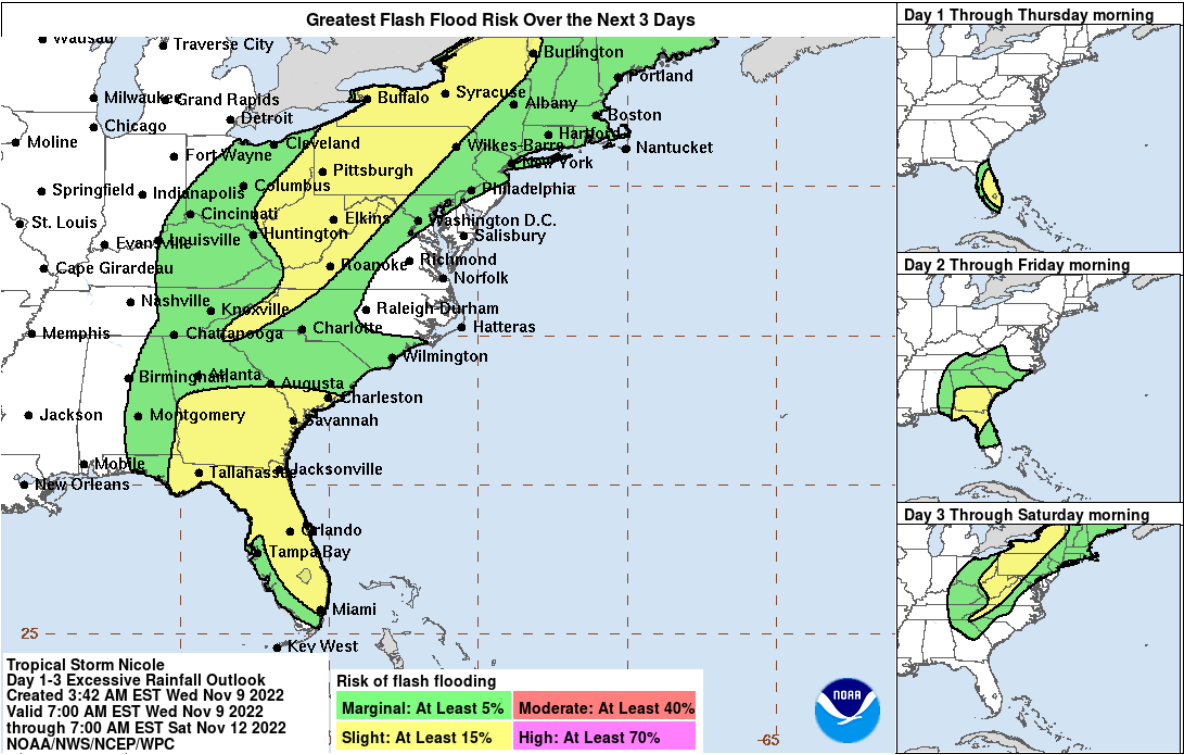 Greatest Flash Flood Risk Over the Next 3 Days
Wausau
Traverse City
Burlington
Portland
Milwaukee
Grand Rapids
Buffalo
Syracuse
Albany
Boston
Chicago
Detroit
Hartford
Moline
Cleveland
Wilkes-Barre
Nantucket
Fort Wayne
Pittsburgh
New York
Springfield
Indianapolis
Columbus
Philadelphia
St. Louis
Cincinnati
Elkins
Washington D.C.
Evansville
Louisville
Huntington
Salisbury
Cape Girardeau
Roanoke
Richmond
Norfolk
Nashville
Knoxville
Raleigh-Durham
Memphis
Chattanooga
Charlotte
Hatteras
Wilmington
Birmingham
Atlanta
Augusta
Charleston
Jackson
Montgomery
Savannah
Mobile
Tallahassee
Jacksonville
New Orleans
Orlando
Tampa Bay
Miami
25
Key West
-65
Tropical Storm Nicole
Day 1-3 Excessive Rainfall Outlook
Created 3:42 AM EST Wed Nov 9 2022
Valid 7:00 AM EST Wed Nov 9 2022
through 7:00 AM EST Sat Nov 12 2022
NOAA/NWS/NCEP/WPC
Risk of flash flooding
Marginal: At Least 5%
Moderate: At Least 40%
Slight: At Least 15%
High: At Least 70%
NOAA
Day 1 Through Thursday morning
Day 2 Through Friday morning
Day 3 Through Saturday morning